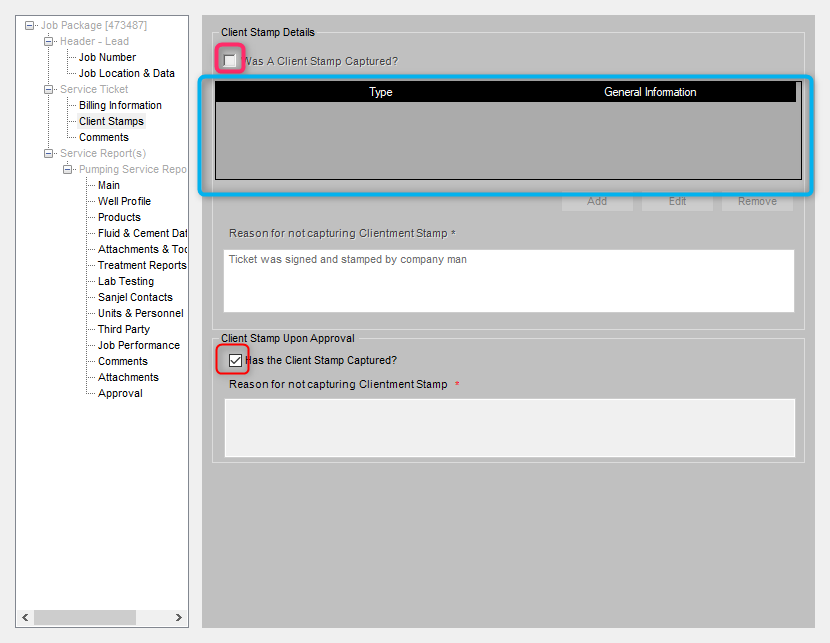 Job Package [473487]
Header - Lead
Job Number
Job Location & Data
Service Ticket
Billing Information
Client Stamps
Comments
Service Report(s)
Pumping Service Repo
Main
Well Profile
Products
Fluid & Cement Dat
Attachments & Too
Treatment Reports
Lab Testing
Sanjel Contacts
Units & Personnel
Third Party
Job Performance
Comments
Attachments
Approval
Client Stamp Details
Was A Client Stamp Captured?
Type General Information
Add Edit Remove
Reason for not capturing Clientment Stamp *
Ticket was signed and stamped by company man
Client Stamp Upon Approval
Has the Client Stamp Captured?
Reason for not capturing Clientment Stamp *